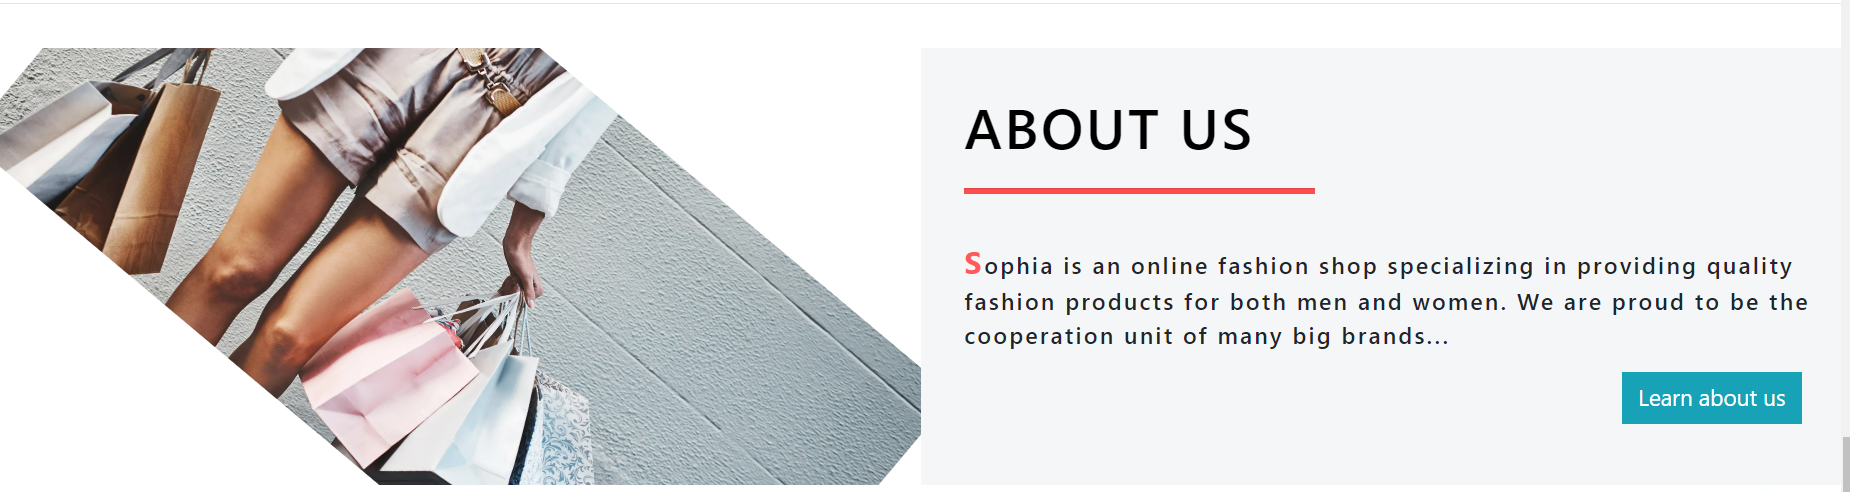 ABOUT US
Sophia is an online fashion shop specializing in providing quality
fashion products for both men and women. We are proud to be the
cooperation unit of many big brands...
Learn about us